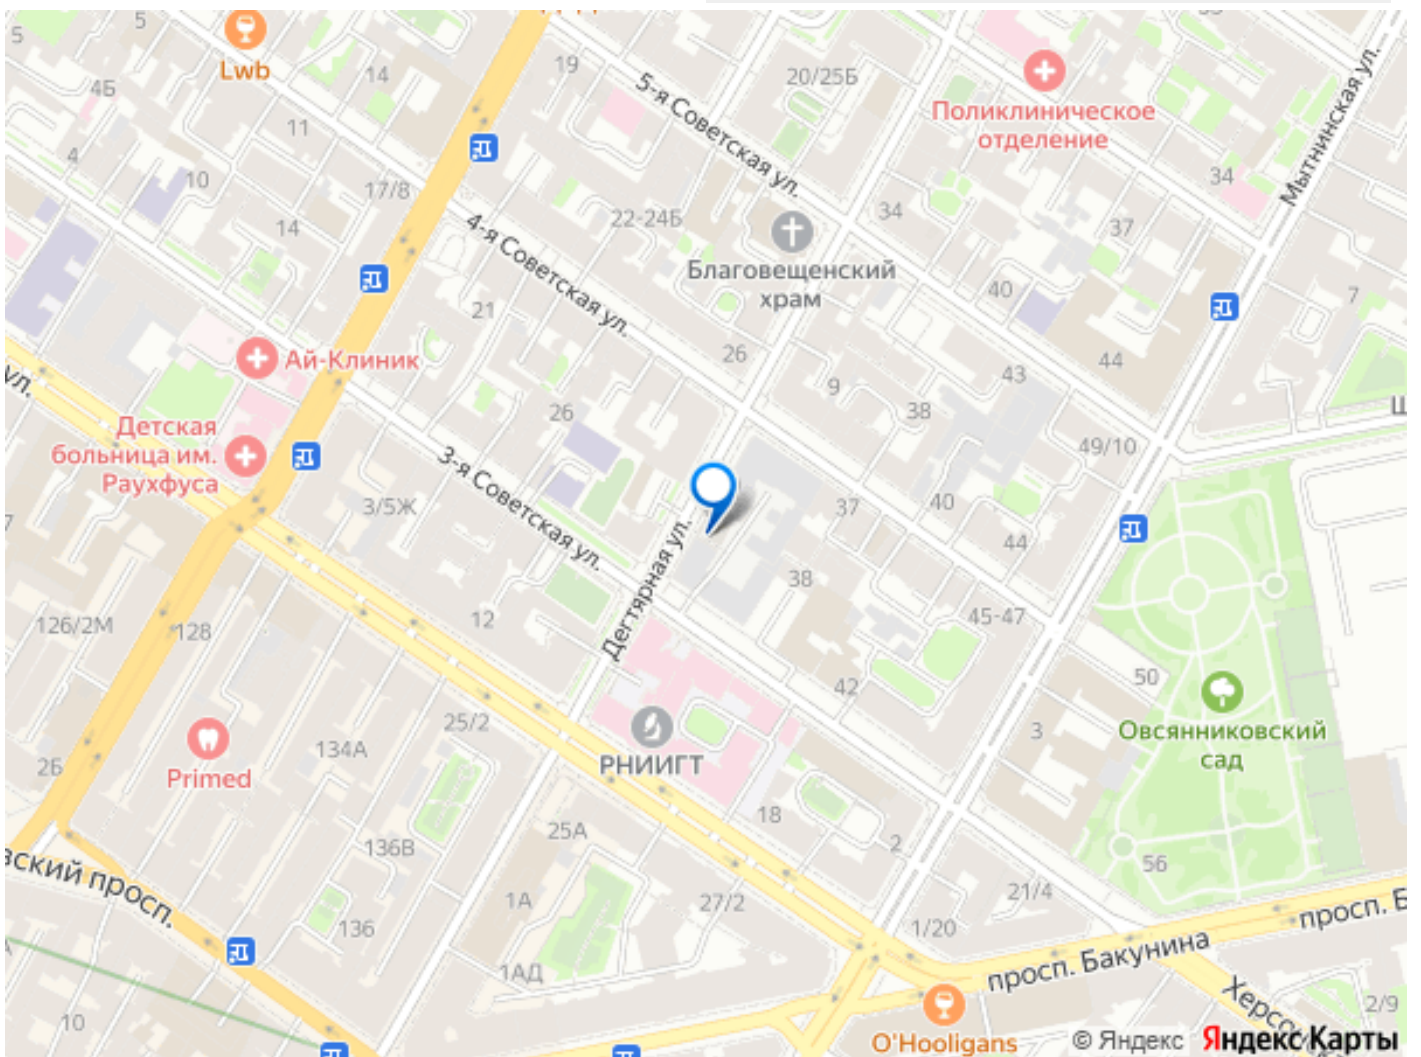 5
5
Lwb
14
4Б
11
4
10
17/8
14
19
20/25Б
5-я Советская ул.
Поликлиническое
отделение
Мытнинская ул.
34
34
37
22-24Б
4-я Советская ул.
Благовещенский
храм
40
7
21
26
44
43
9
38
Ай-Клиник
ул.
Детская
больница им.
Раухфуса
26
3-я Советская ул.
3/5Ж
49/10
37
40
44
38
Дегтярная ул.
45-47
7
126/2М
128
12
42
50
Овсянниковский
сад
3
25/2
134А
РНИИГТ
2Б
Primed
18
2
25А
136В
56
вский просп.
1А
27/2
21/4
136
1/20
просп. Б
просп. Бакунина
1АД
10
Херсо
2/9
O'Hooligans
© Яндекс Яндекс Карты